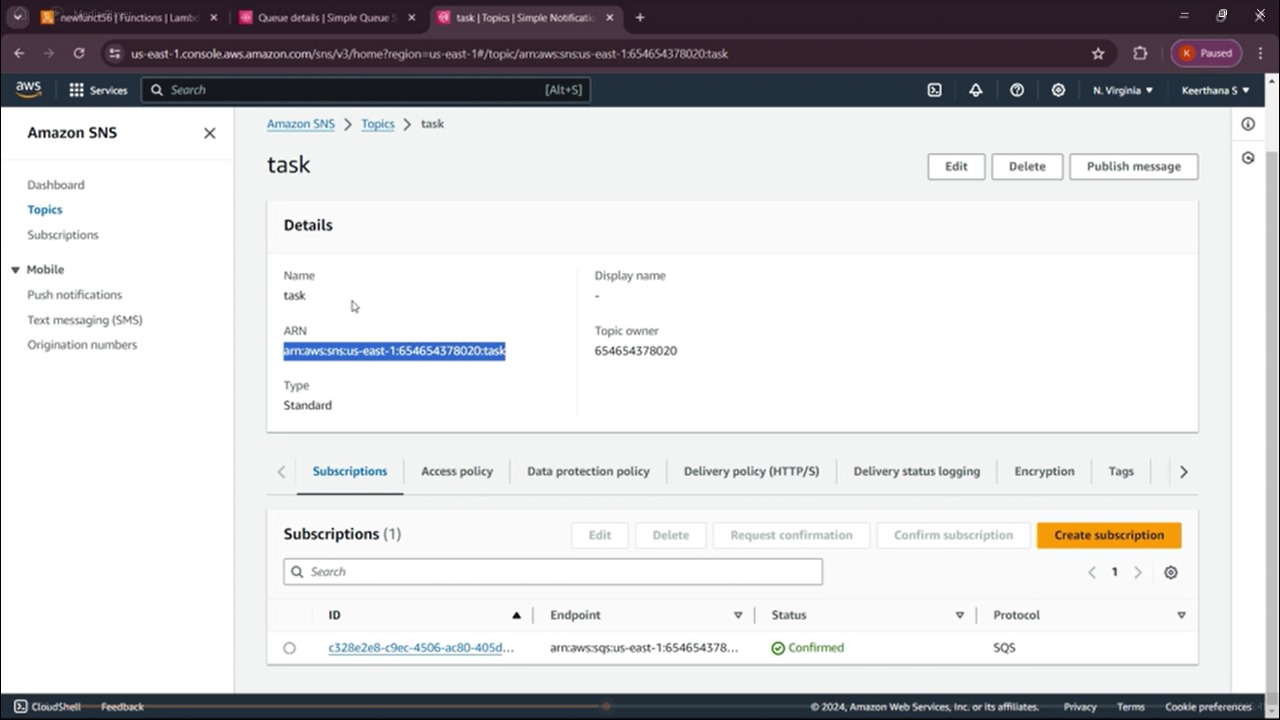 newfunct56 | Functions | Lambd
Queue details | Simple Queue S
task | Topics | Simple Notificatio
us-east-1.console.aws.amazon.com/sns/v3/home?region=us-east-1#/topic/arn:aws:sns:us-east-1:654654378020:task
K Paused
aws
Services
Search
[Alt+S]
N. Virginia
Keerthana S
Amazon SNS
Dashboard
Topics
Subscriptions
Mobile
Push notifications
Text messaging (SMS)
Origination numbers
Amazon SNS
Topics
task
task
Edit
Delete
Publish message
Details
Name
task
ARN
arn:aws:sns:us-east-1:654654378020:task
Type
Standard
Display name
-
Topic owner
654654378020
Subscriptions
Access policy
Data protection policy
Delivery policy (HTTP/S)
Delivery status logging
Encryption
Tags
Subscriptions (1)
Edit
Delete
Request confirmation
Confirm subscription
Create subscription
Search
1
ID
Endpoint
Status
Protocol
c328e2e8-c9ec-4506-ac80-405d...
arn:aws:sqs:us-east-1:654654378...
Confirmed
SQS
CloudShell
Feedback
© 2024, Amazon Web Services, Inc. or its affiliates.
Privacy
Terms
Cookie preferences